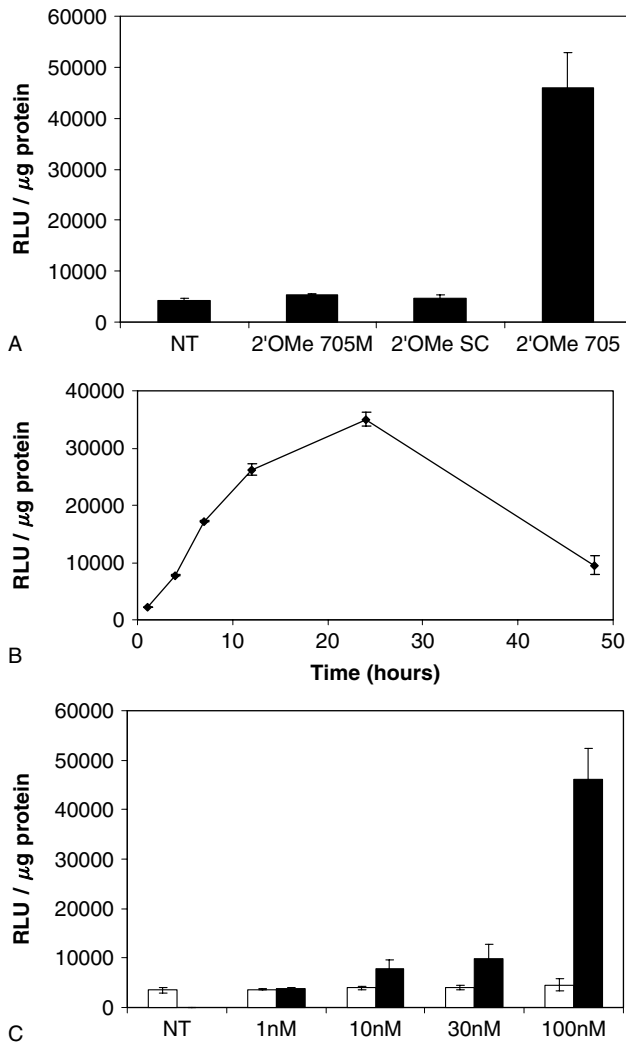 60000
50000
40000
30000
20000
10000
0
RLU / µg protein
NT 2'OMe 705M 2'OMe SC 2'OMe 705
A
40000
30000
20000
10000
0
RLU / µg protein
0 10 20 30 40 50
Time (hours)
B
60000
50000
40000
30000
20000
10000
0
RLU / µg protein
NT 1nM 10nM 30nM 100nM
C